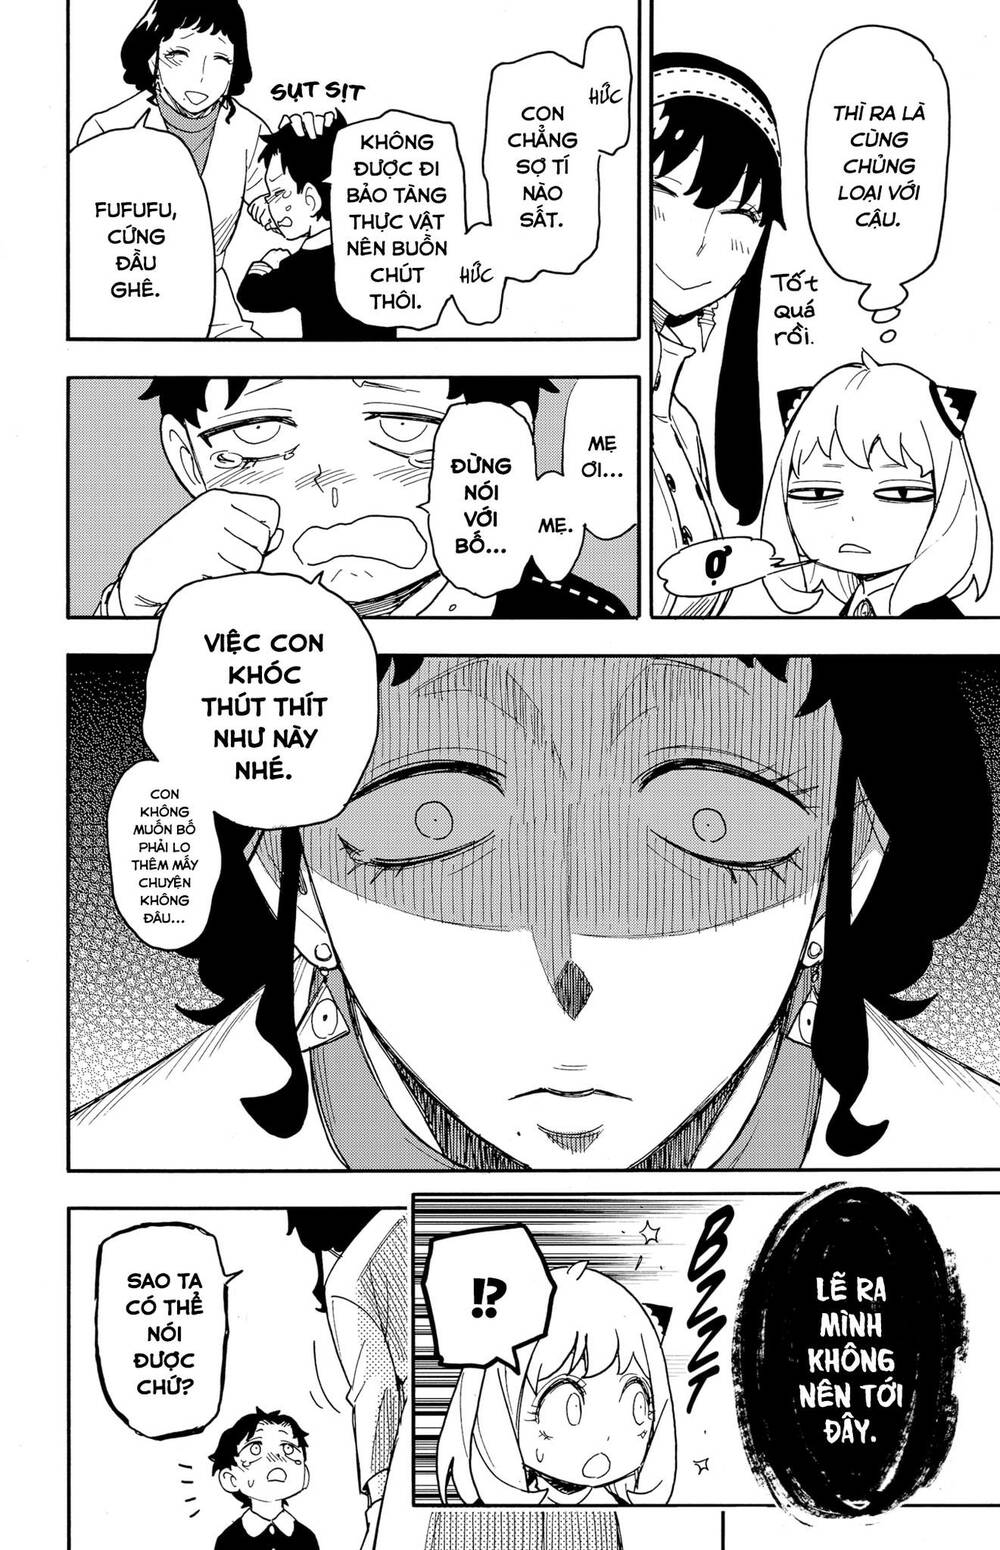 THÌ RA LÀ
CÙNG
CHỦNG
LOẠI VỚI
CẬU.
Tốt
quá
rồi.
Ợ
HỨC
CON
CHẲNG
SỢ TÍ
NÀO
SẤT.
HỨC
KHÔNG
ĐƯỢC ĐI
BẢO TÀNG
THỰC VẬT
NÊN BUỒN
CHÚT
THÔI.
SỤT SỊT
FUFUFU,
CỨNG
ĐẦU
GHÊ.
MẸ
ƠI...
MẸ.
ĐỪNG
NÓI
VỚI
BỐ...
VIỆC CON
KHÓC
THÚT THÍT
NHƯ NÀY
NHÉ.
CON
KHÔNG
MUỐN BỐ
PHẢI LO
THÊM MẤY
CHUYỆN
KHÔNG
ĐÂU...
LẼ RA
MÌNH
KHÔNG
NÊN TỚI
ĐÂY.
BZZZT
!?
SAO TA
CÓ THỂ
NÓI
ĐƯỢC
CHỨ?